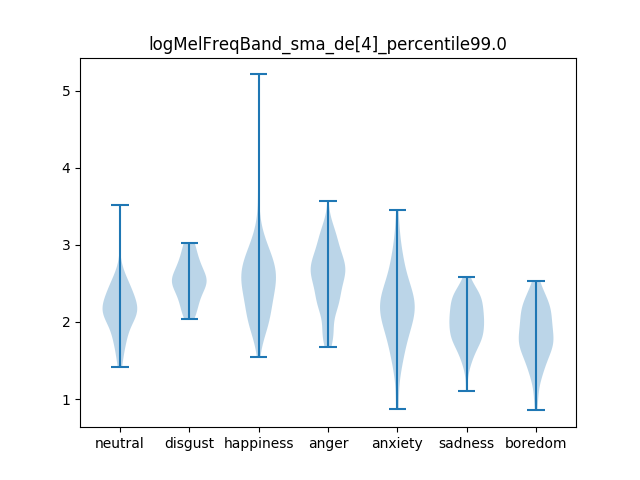 logMelFreqBand_sma_de[4]_percentile99.0
5
4
3
2
1
neutral disgust happiness anger anxiety sadness boredom